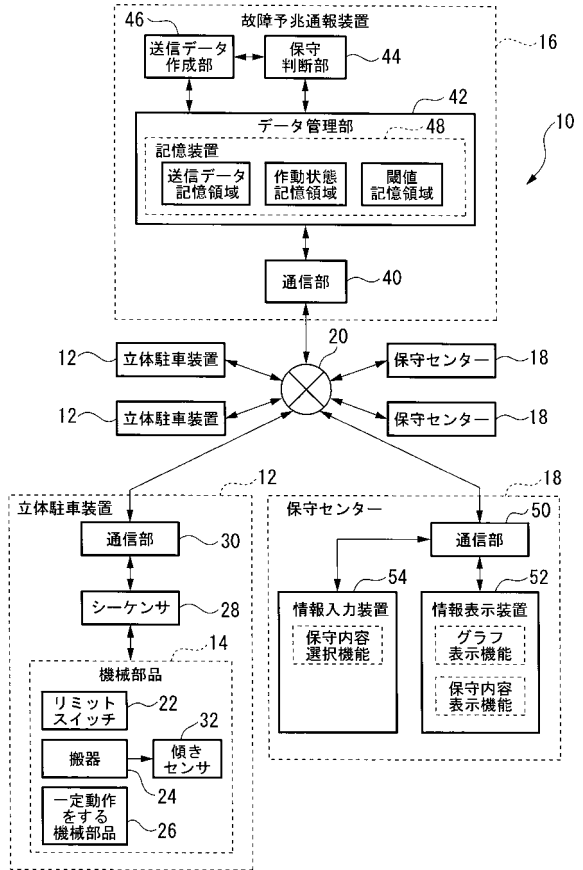 故障予兆通報装置
16
46
送信データ
作成部
保守
判断部
44
42
データ管理部
48
記憶装置
送信データ
記憶領域
作動状態
記憶領域
閾値
記憶領域
10
通信部
40
20
12
立体駐車装置
保守センター
18
12
立体駐車装置
保守センター
18
12
立体駐車装置
通信部
30
シーケンサ
28
14
機械部品
リミット
スイッチ
22
32
搬器
24
傾き
センサ
一定動作
をする
機械部品
26
18
保守センター
50
通信部
54
52
情報入力装置
保守内容
選択機能
情報表示装置
グラフ
表示機能
保守内容
表示機能